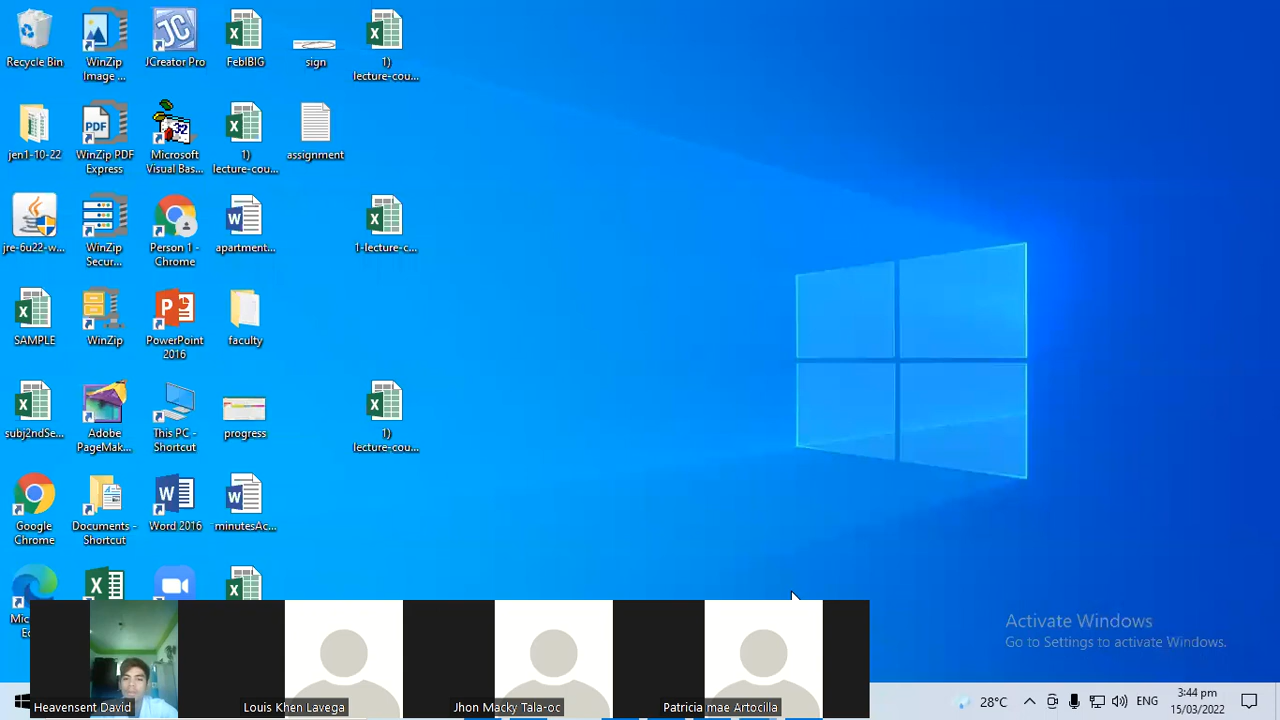 Recycle Bin
WinZip
Image ...
JCreator Pro
FeblBIG
sign
1)
lecture-cou...
jen1-10-22
PDF
WinZip PDF
Express
32
Microsoft
Visual Bas...
1)
lecture-cou...
assignment
jre-6u22-w...
WinZip
Secur...
Person 1 -
Chrome
apartment...
1-lecture-c...
SAMPLE
WinZip
PowerPoint
2016
faculty
subj2ndSe...
Adobe
PageMak...
This PC -
Shortcut
progress
1)
lecture-cou...
Google
Chrome
Documents -
Shortcut
Word 2016
minutesAc...
Activate Windows
Go to Settings to activate Windows.
Heavensent David
Louis Khen Lavega
Jhon Macky Tala-oc
Patricia mae Artocilla
28°C
ENG
3:44 pm
15/03/2022